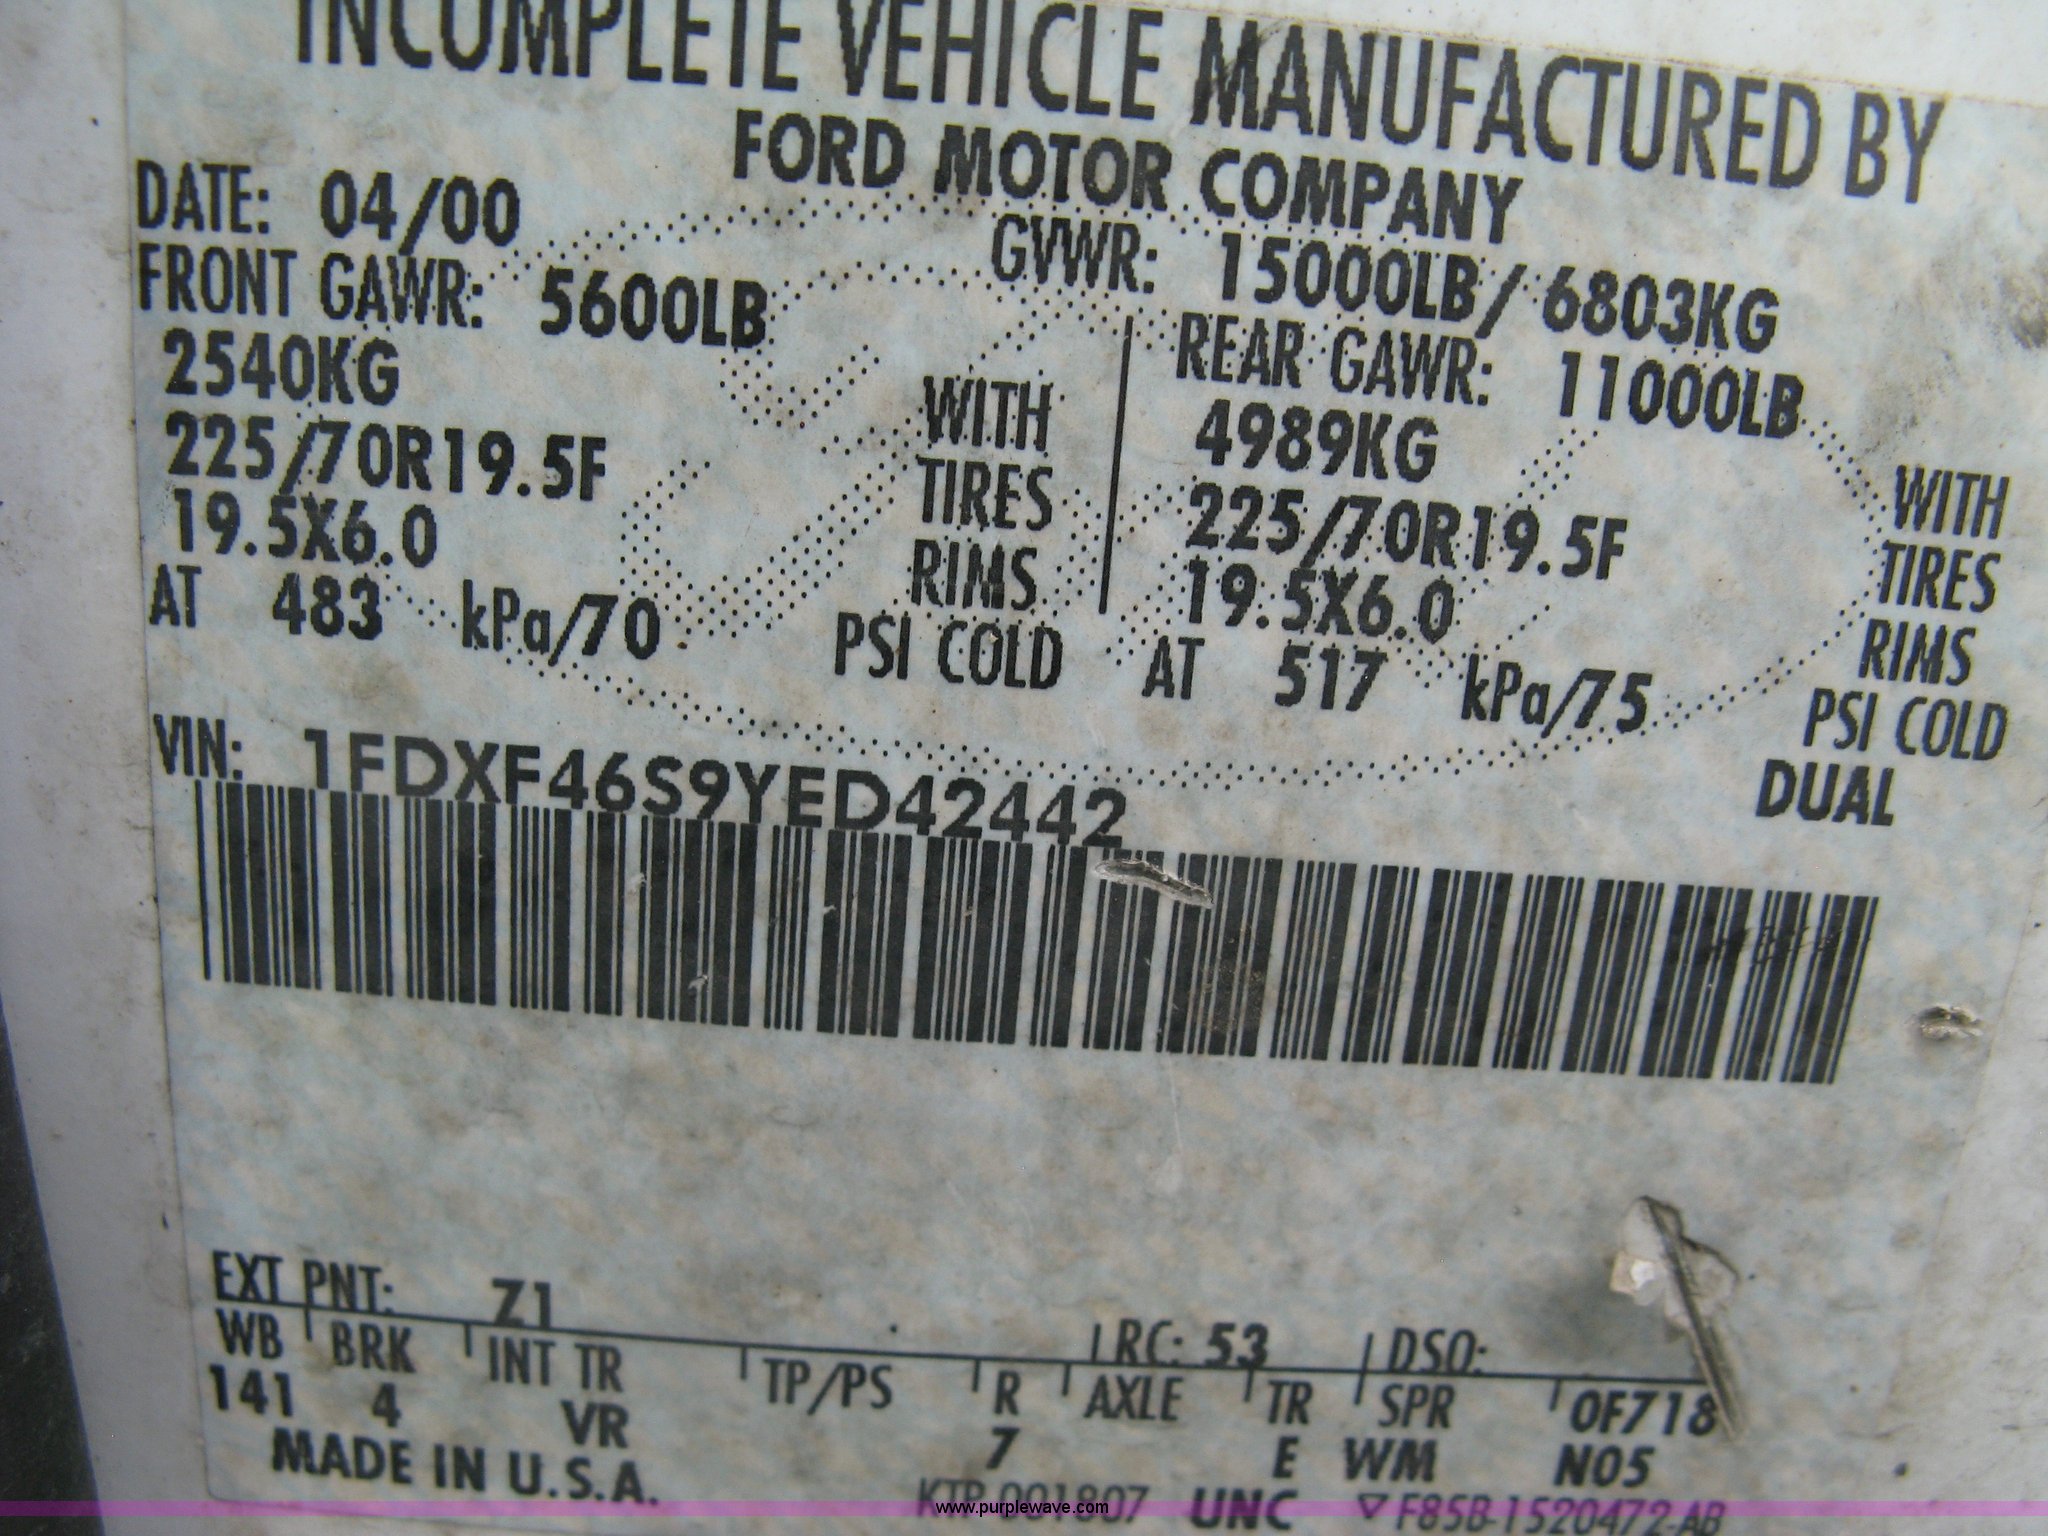 INCOMPLETE VEHICLE MANUFACTURED BY
FORD MOTOR COMPANY
DATE: 04/00 GVWR: 15000LB/ 6803KG
FRONT GAWR: 5600LB REAR GAWR: 11000LB
2540KG WITH 4989KG WITH
225/70R19.5F TIRES 225/70R19.5F TIRES
19.5X6.0 RIMS 19.5X6.0 RIMS
AT 483 kPa/70 PSI COLD AT 517 kPa/75 PSI COLD
DUAL
VIN: 1FDXF46S9YED42442
EXT PNT: Z1 RC: 53 DSO:
WB BRK INT TR TP/PS R AXLE TR SPR 0F718
141 4 VR 7 E WM N05
MADE IN U.S.A.
KTP 001807 UNC ▽ F85B-1520472-AB
www.purplewave.com